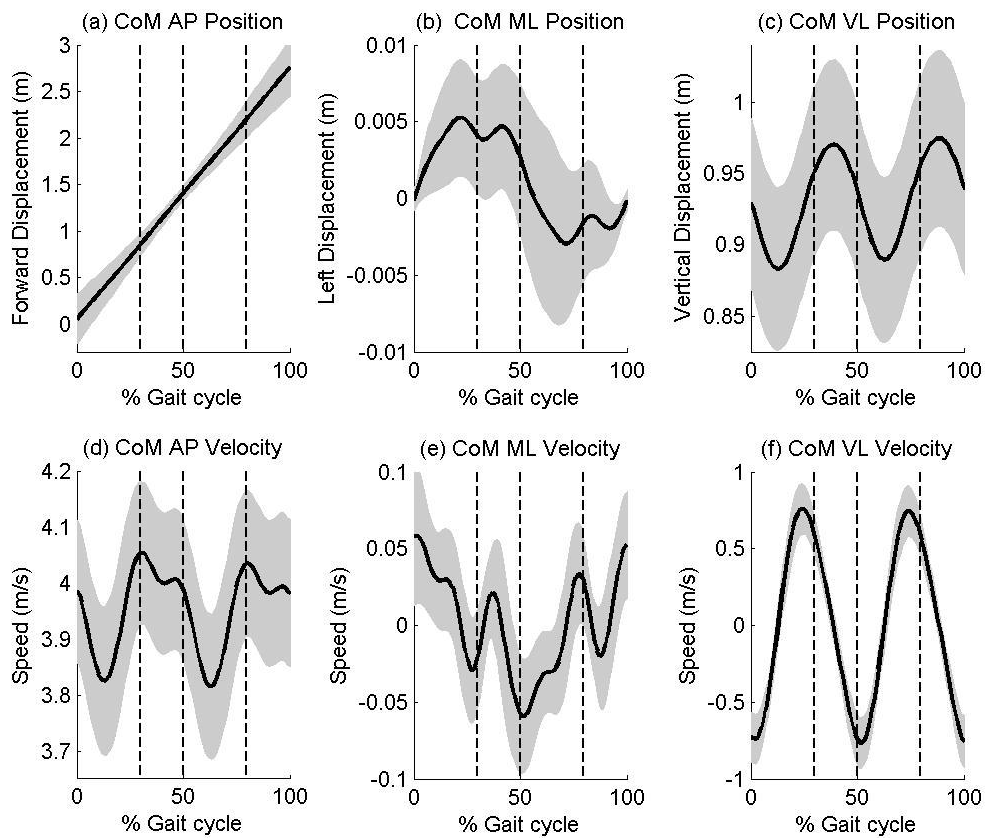 (a) CoM AP Position
Forward Displacement (m)
3
2.5
2
1.5
1
0.5
0
0 50 100
% Gait cycle
(b) CoM ML Position
Left Displacement (m)
0.01
0.005
0
-0.005
-0.01
0 50 100
% Gait cycle
(c) CoM VL Position
Vertical Displacement (m)
1
0.95
0.9
0.85
0 50 100
% Gait cycle
(d) CoM AP Velocity
Speed (m/s)
4.2
4.1
4
3.9
3.8
3.7
0 50 100
% Gait cycle
(e) CoM ML Velocity
Speed (m/s)
0.1
0.05
0
-0.05
-0.1
0 50 100
% Gait cycle
(f) CoM VL Velocity
Speed (m/s)
1
0.5
0
-0.5
-1
0 50 100
% Gait cycle